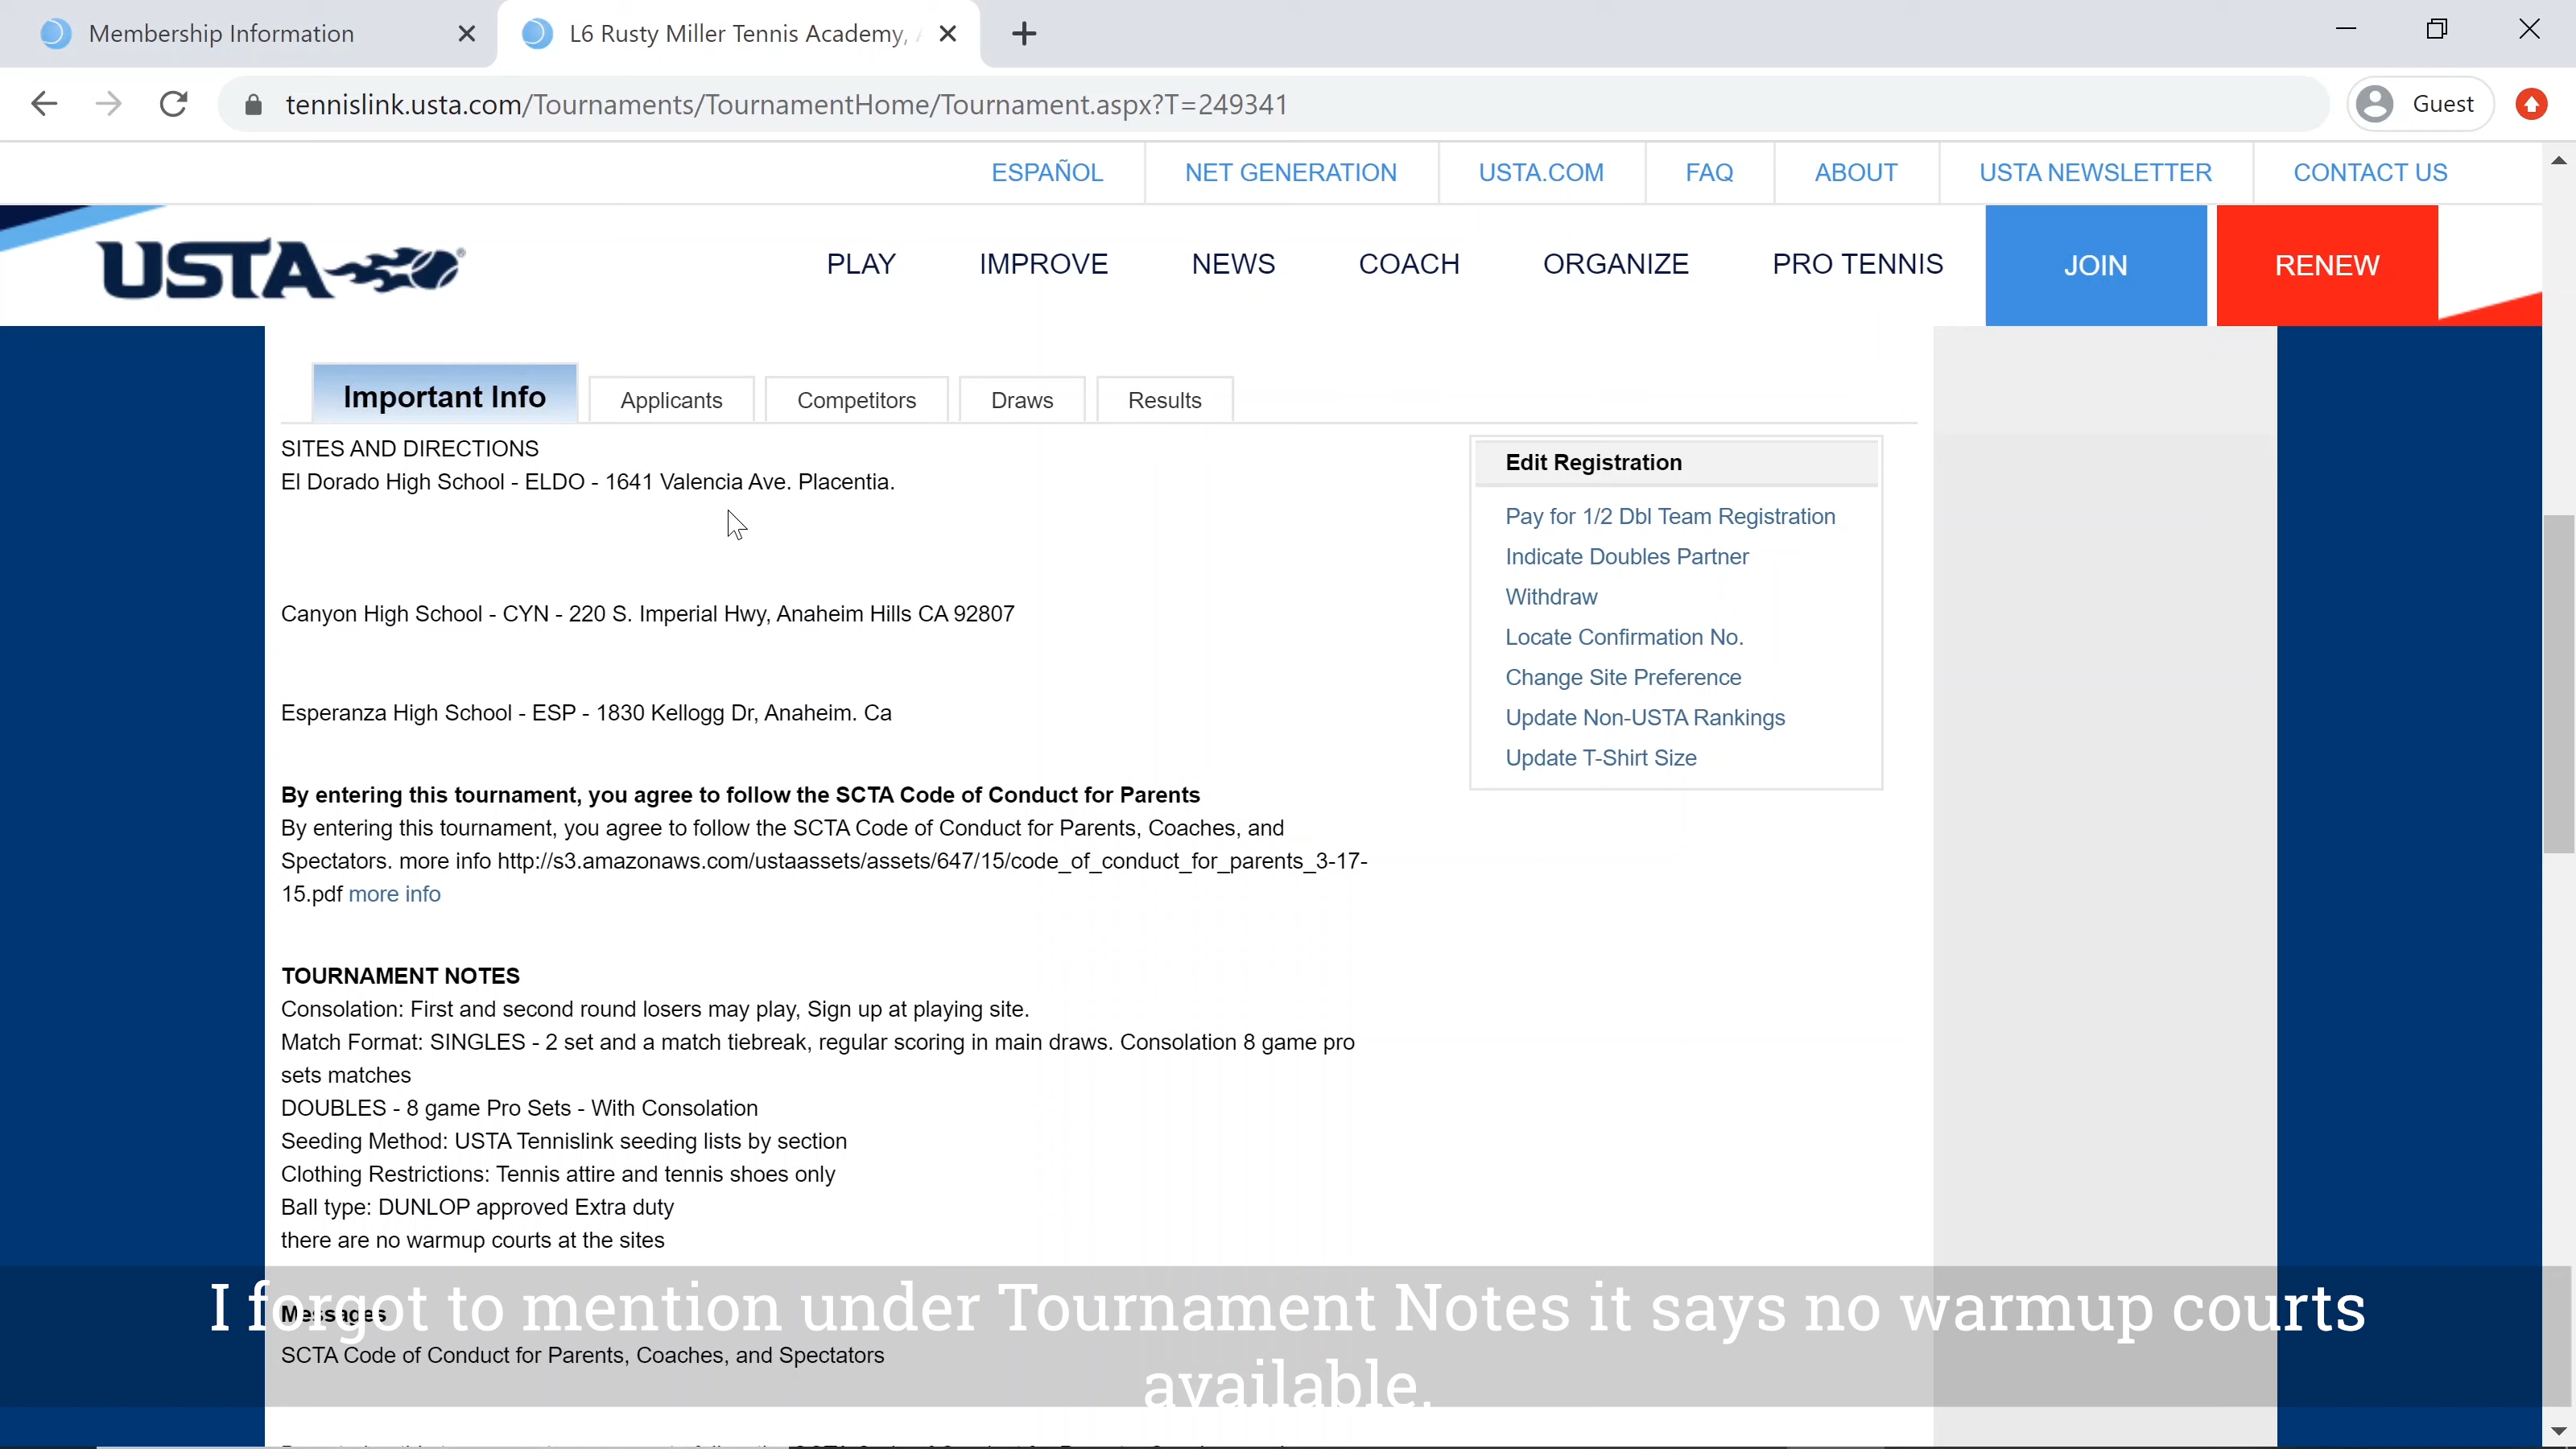 Membership Information
L6 Rusty Miller Tennis Academy,
tennislink.usta.com/Tournaments/TournamentHome/Tournament.aspx?T=249341
Guest
ESPAÑOL NET GENERATION USTA.COM FAQ ABOUT USTA NEWSLETTER CONTACT US
USTA
PLAY IMPROVE NEWS COACH ORGANIZE PRO TENNIS JOIN RENEW
Important Info Applicants Competitors Draws Results
SITES AND DIRECTIONS
El Dorado High School - ELDO - 1641 Valencia Ave. Placentia.
Canyon High School - CYN - 220 S. Imperial Hwy, Anaheim Hills CA 92807
Esperanza High School - ESP - 1830 Kellogg Dr, Anaheim. Ca
By entering this tournament, you agree to follow the SCTA Code of Conduct for Parents
By entering this tournament, you agree to follow the SCTA Code of Conduct for Parents, Coaches, and
Spectators. more info http://s3.amazonaws.com/ustaassets/assets/647/15/code_of_conduct_for_parents_3-17-
15.pdf more info
TOURNAMENT NOTES
Consolation: First and second round losers may play, Sign up at playing site.
Match Format: SINGLES - 2 set and a match tiebreak, regular scoring in main draws. Consolation 8 game pro
sets matches
DOUBLES - 8 game Pro Sets - With Consolation
Seeding Method: USTA Tennislink seeding lists by section
Clothing Restrictions: Tennis attire and tennis shoes only
Ball type: DUNLOP approved Extra duty
there are no warmup courts at the sites
Messages
SCTA Code of Conduct for Parents, Coaches, and Spectators
Edit Registration
Pay for 1/2 Dbl Team Registration
Indicate Doubles Partner
Withdraw
Locate Confirmation No.
Change Site Preference
Update Non-USTA Rankings
Update T-Shirt Size
I forgot to mention under Tournament Notes it says no warmup courts
available.